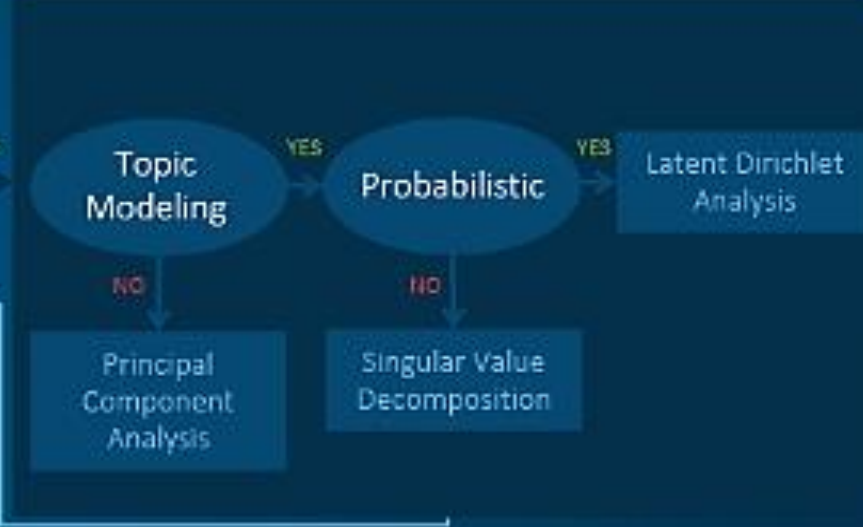 Topic
Modeling
YES
Probabilistic
YES
Latent Dirichlet
Analysis
NO
NO
Principal
Component
Analysis
Singular Value
Decomposition